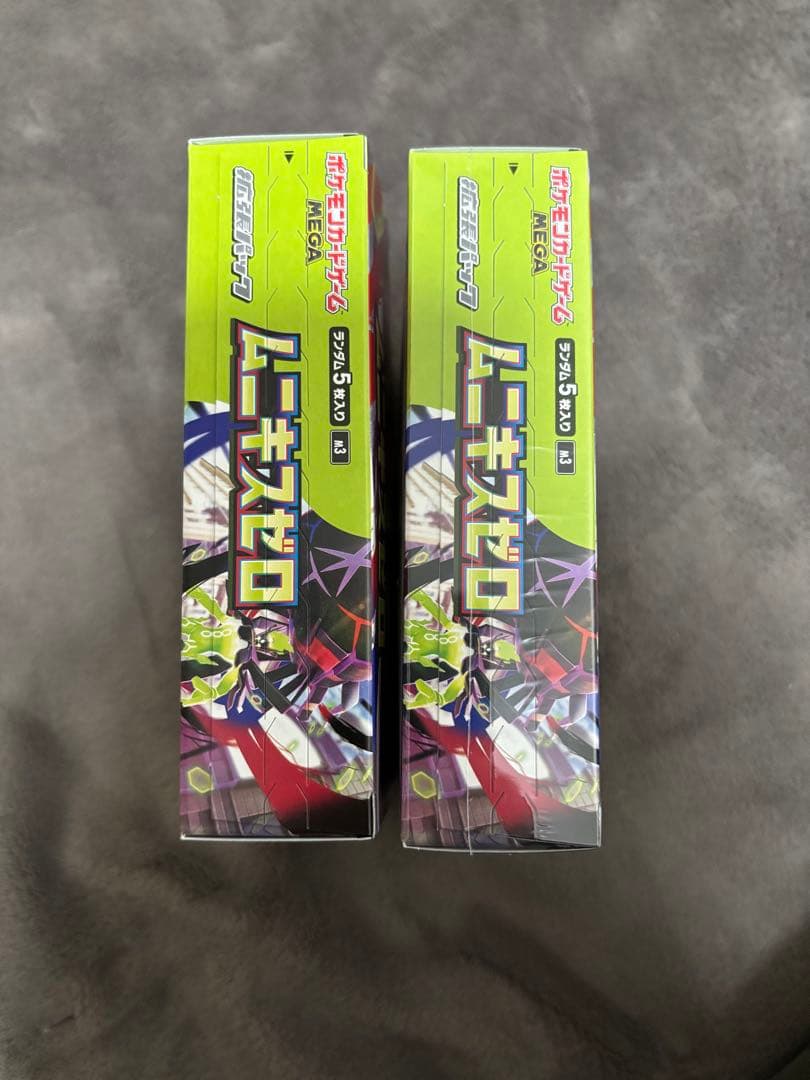 ポケモンカードゲーム
MEGA
拡張パック
ランダム5枚入り
M3
ムニキスゼロ
ポケモンカードゲーム
MEGA
拡張パック
ランダム5枚入り
M3
ムニキスゼロ